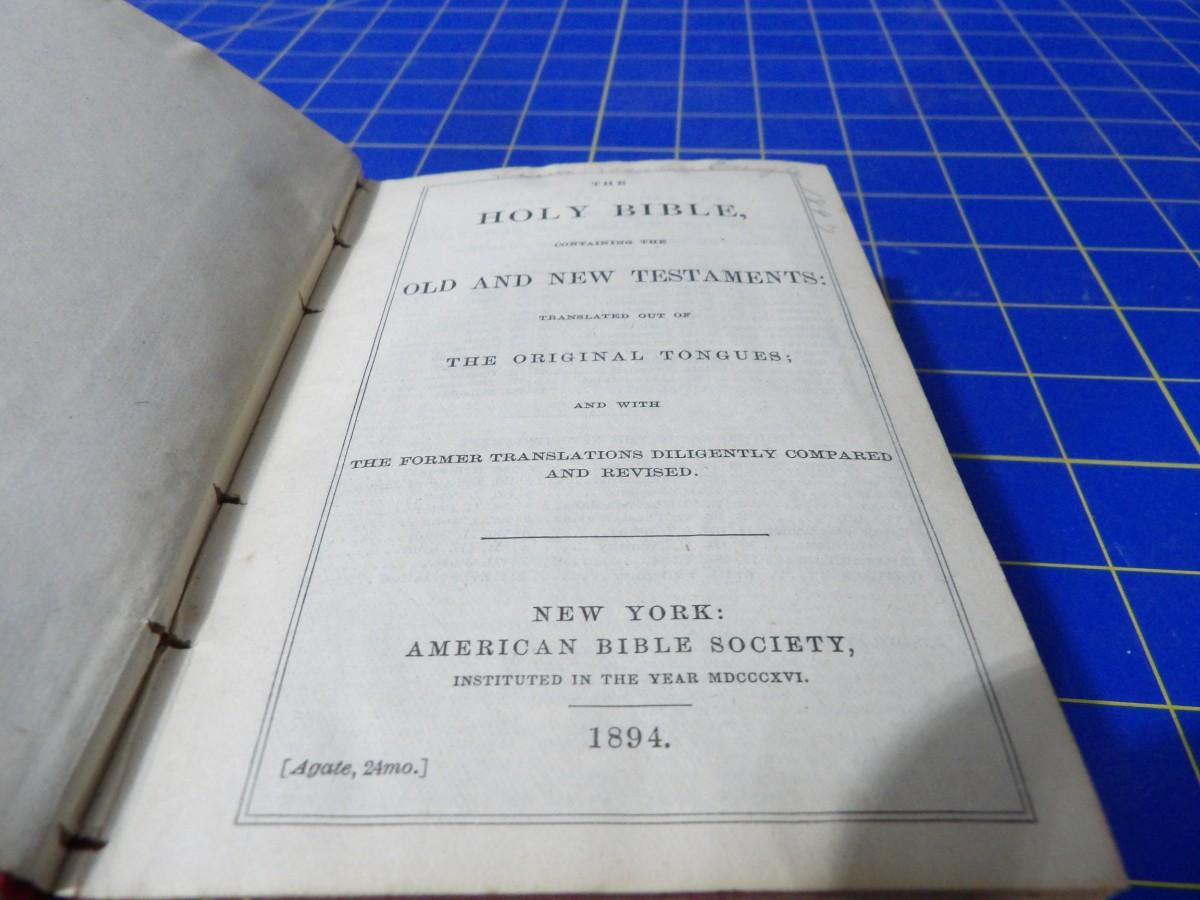 THE
HOLY BIBLE,
CONTAINING THE
OLD AND NEW TESTAMENTS:
TRANSLATED OUT OF
THE ORIGINAL TONGUES;
AND WITH
THE FORMER TRANSLATIONS DILIGENTLY COMPARED
AND REVISED.
NEW YORK:
AMERICAN BIBLE SOCIETY,
INSTITUTED IN THE YEAR MDCCCXVI.
1894.
[Agate, 24mo.]